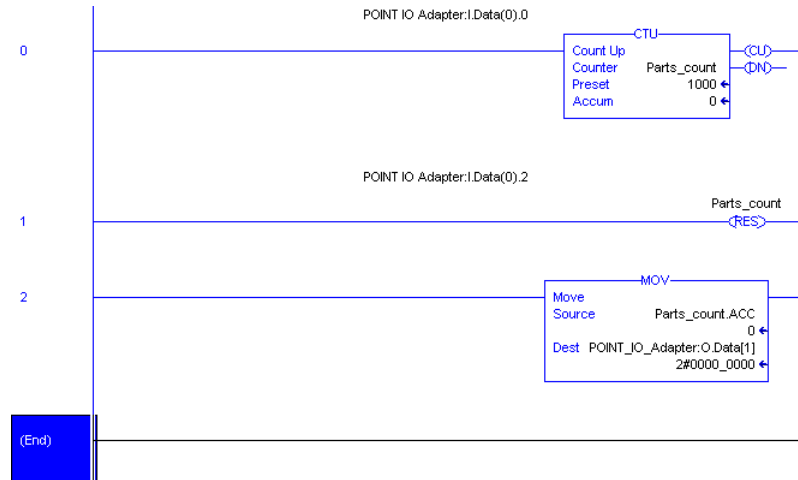 POINT IO Adapter:I.Data(0).0
0
CTU
Count Up
Counter Parts_count
Preset 1000
Accum 0
(CU)
(DN)
POINT IO Adapter:I.Data(0).2
1
Parts_count
(RES)
2
MOV
Move
Source Parts_count.ACC
0
Dest POINT_IO_Adapter:O.Data[1]
2#0000_0000
(End)